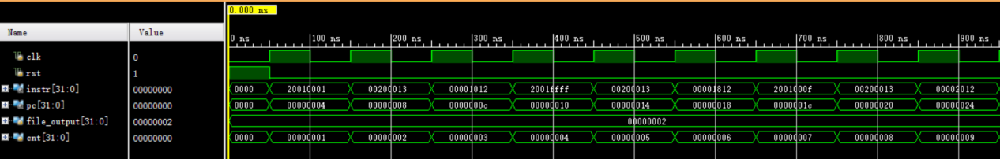 0.000 ns
Name Value
0 ns 100 ns 200 ns 300 ns 400 ns 500 ns 600 ns 700 ns 800 ns 900 ns
clk 0
rst 1
instr[31:0] 00000000 0000 20010001 00200013 00001012 2001ffff 00200013 00001812 2001000f 00200013 00002012
pc[31:0] 00000000 0000 00000004 00000008 0000000c 00000010 00000014 00000018 0000001c 00000020 00000024
file_output[31:0] 00000002 00000002
cnt[31:0] 00000000 0000 00000001 00000002 00000003 00000004 00000005 00000006 00000007 00000008 00000009